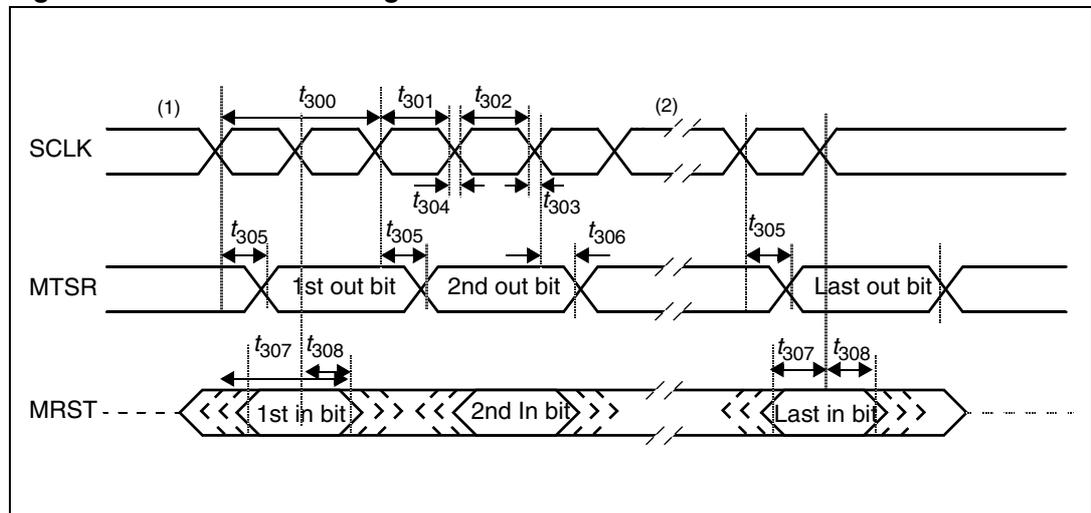 (1)
t300
t301
t302
(2)
SCLK
t304
t303
t305
t305
t306
t305
MTSR
1st out bit
2nd out bit
Last out bit
t307
t308
t307
t308
MRST
1st in bit
2nd In bit
Last in bit